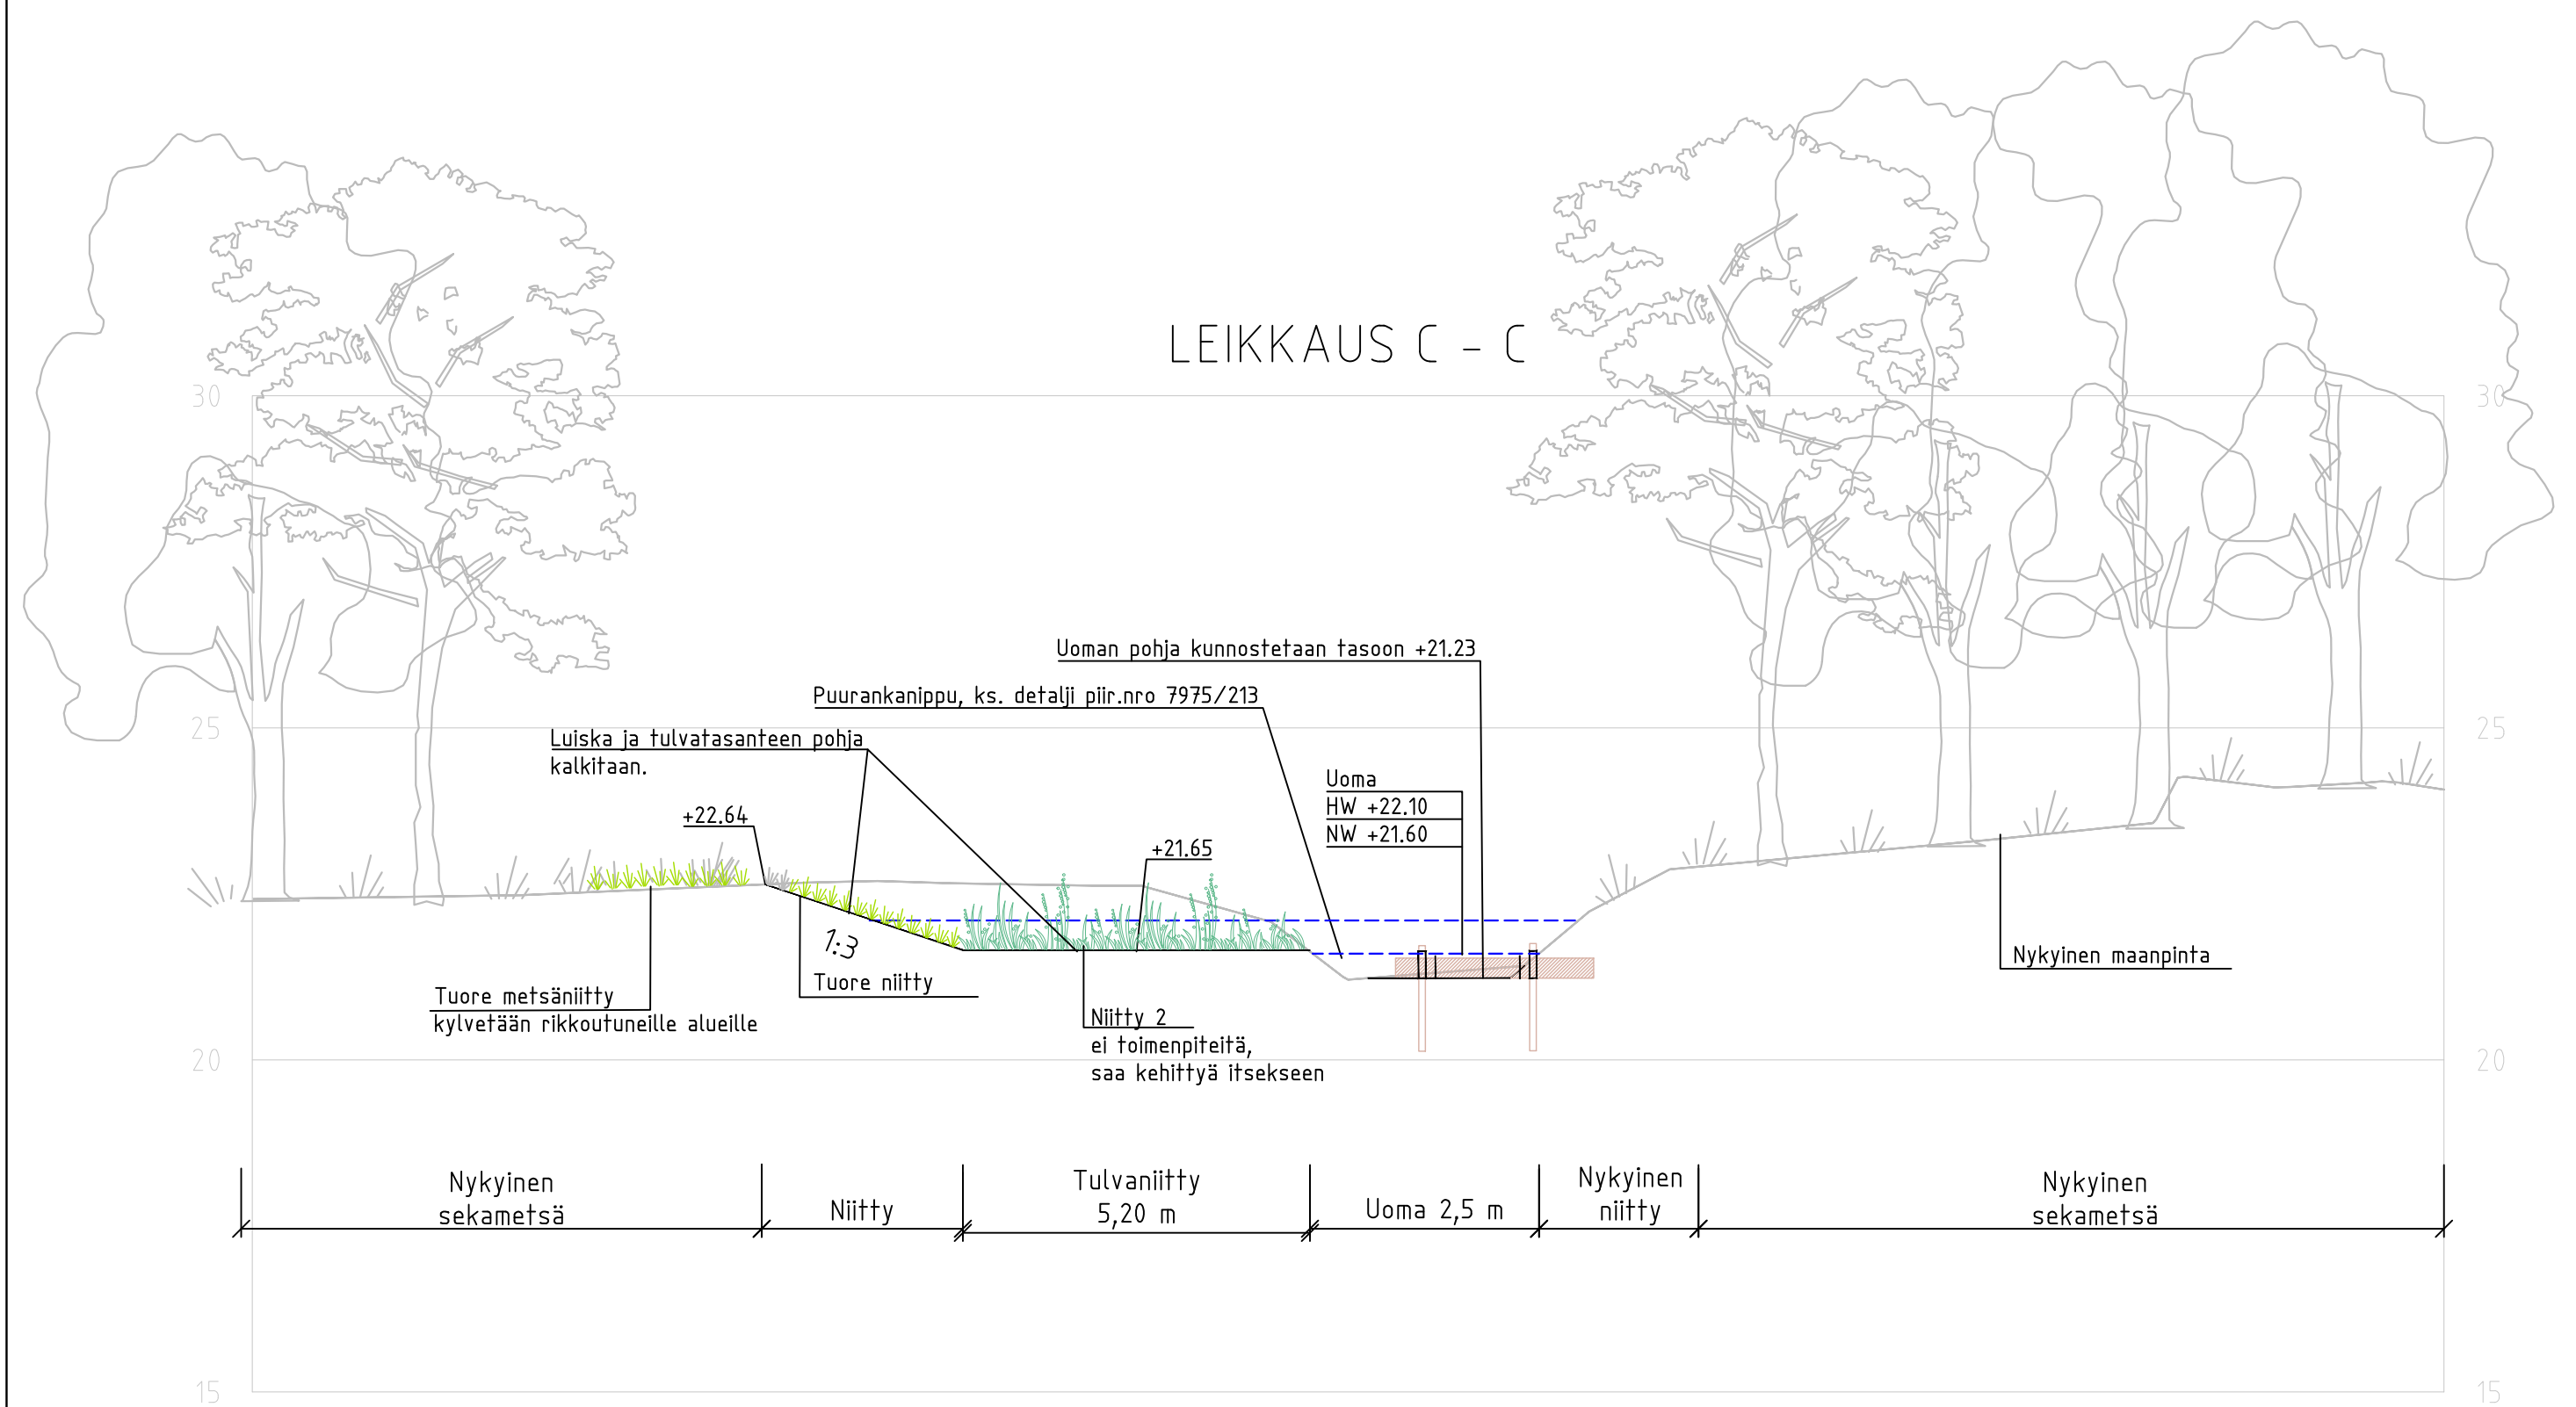 LEIKKAUS C - C
30
30
Uoman pohja kunnostetaan tasoon +21.23
Puurankanippu, ks. detalji piir.nro 7975/213
25
25
Luiska ja tulvatasanteen pohja
kalkitaan.
Uoma
HW +22.10
NW +21.60
+22.64
+21.65
1:3
Nykyinen maanpinta
Tuore niitty
Tuore metsäniitty
kylvetään rikkoutuneille alueille
Niitty 2
ei toimenpiteitä,
saa kehittyä itsekseen
20
20
Nykyinen
sekametsä
Niitty
Tulvaniitty
5,20 m
Uoma 2,5 m
Nykyinen
niitty
Nykyinen
sekametsä
15
15